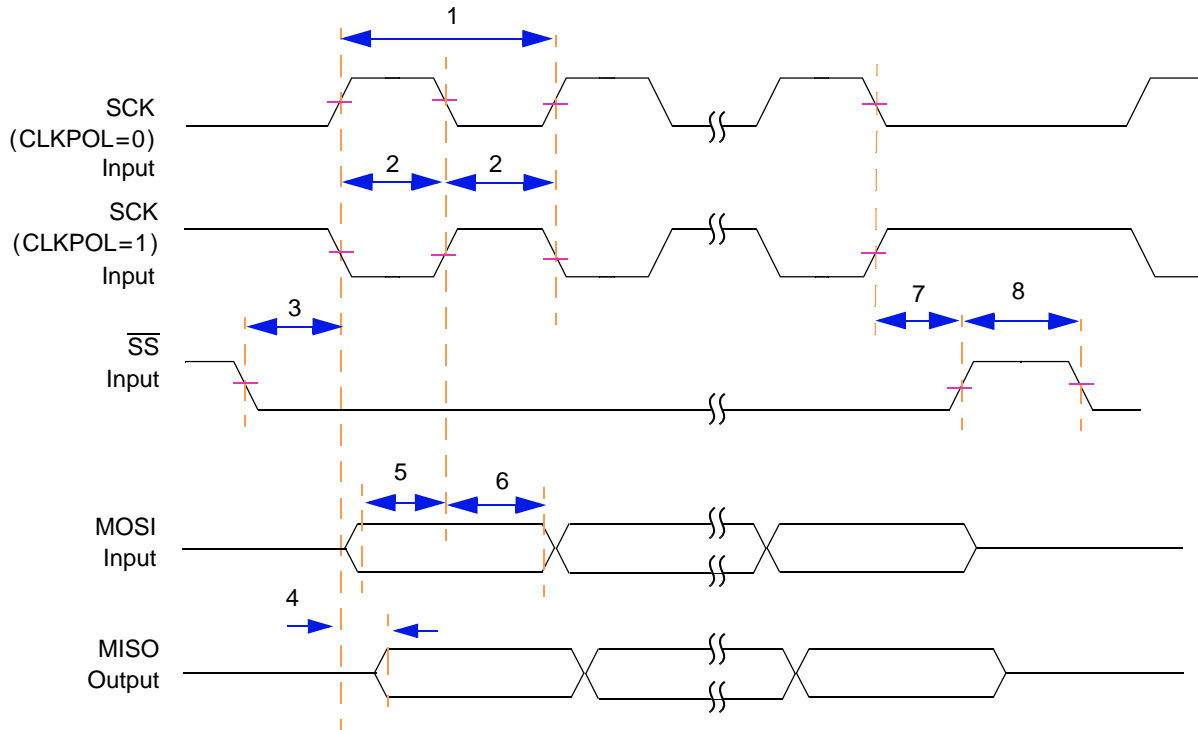 1
SCK
(CLKPOL=0)
Input
2 2
SCK
(CLKPOL=1)
Input
3 7 8
SS
Input
5 6
MOSI
Input
4
MISO
Output